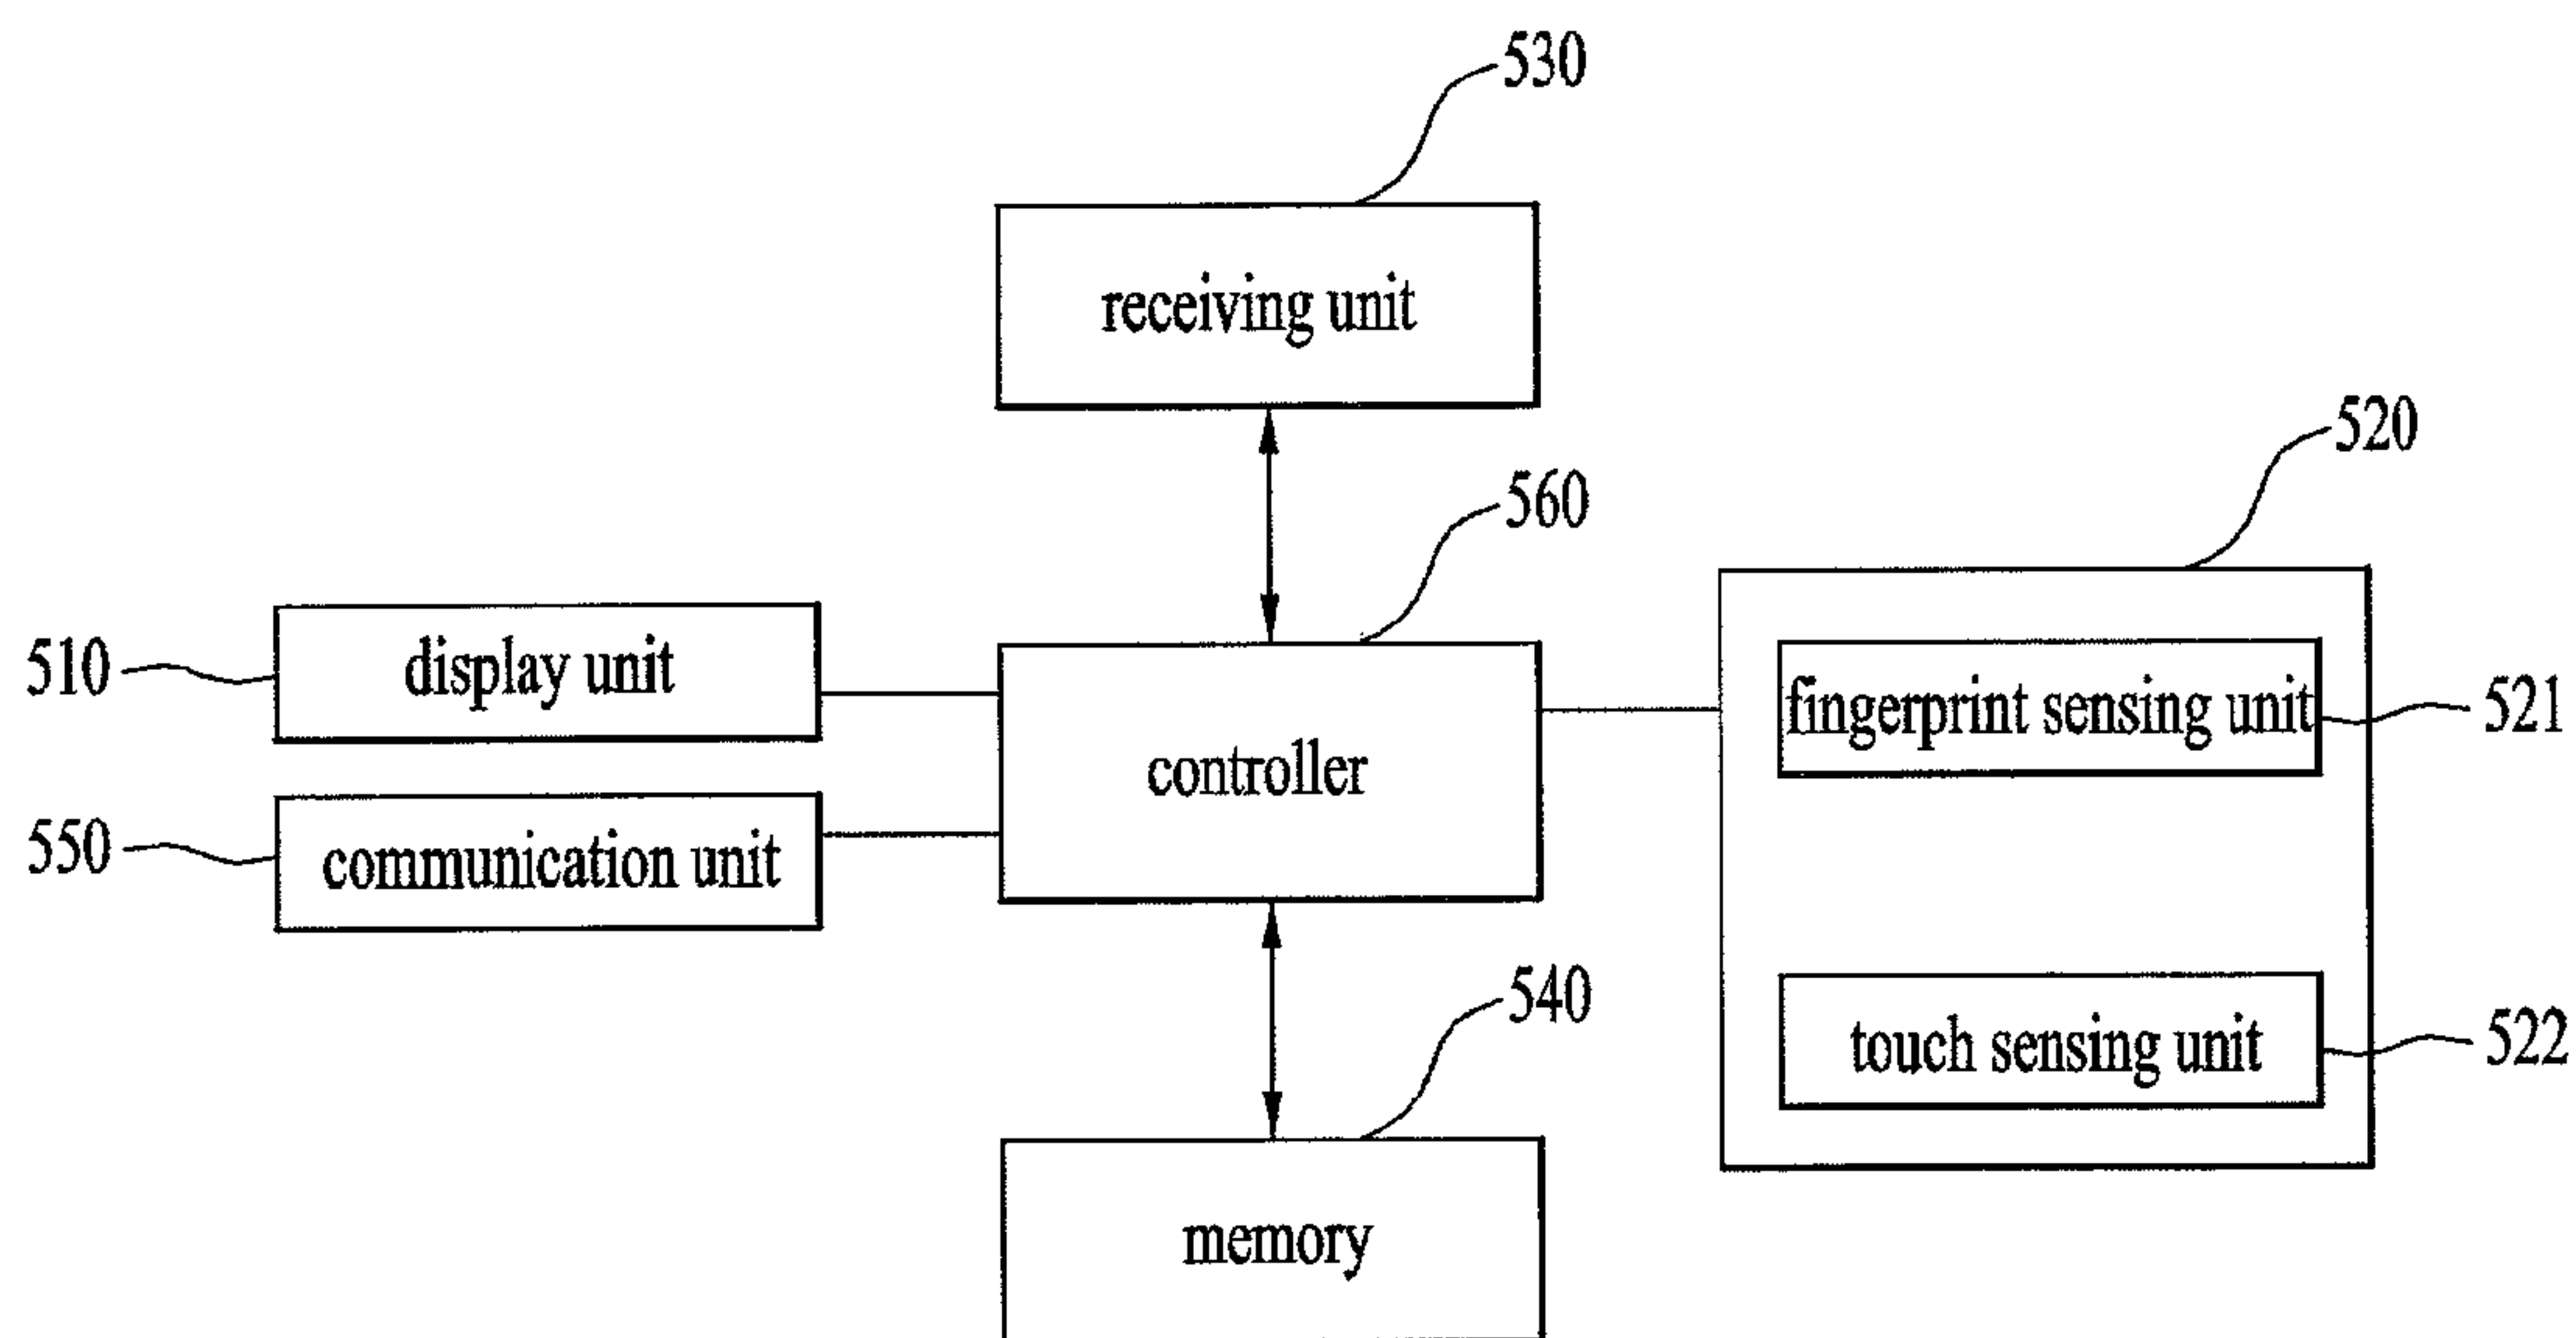 530
receiving unit
520
560
display unit
510
fingerprint sensing unit
521
controller
communication unit
550
540
touch sensing unit
522
memory